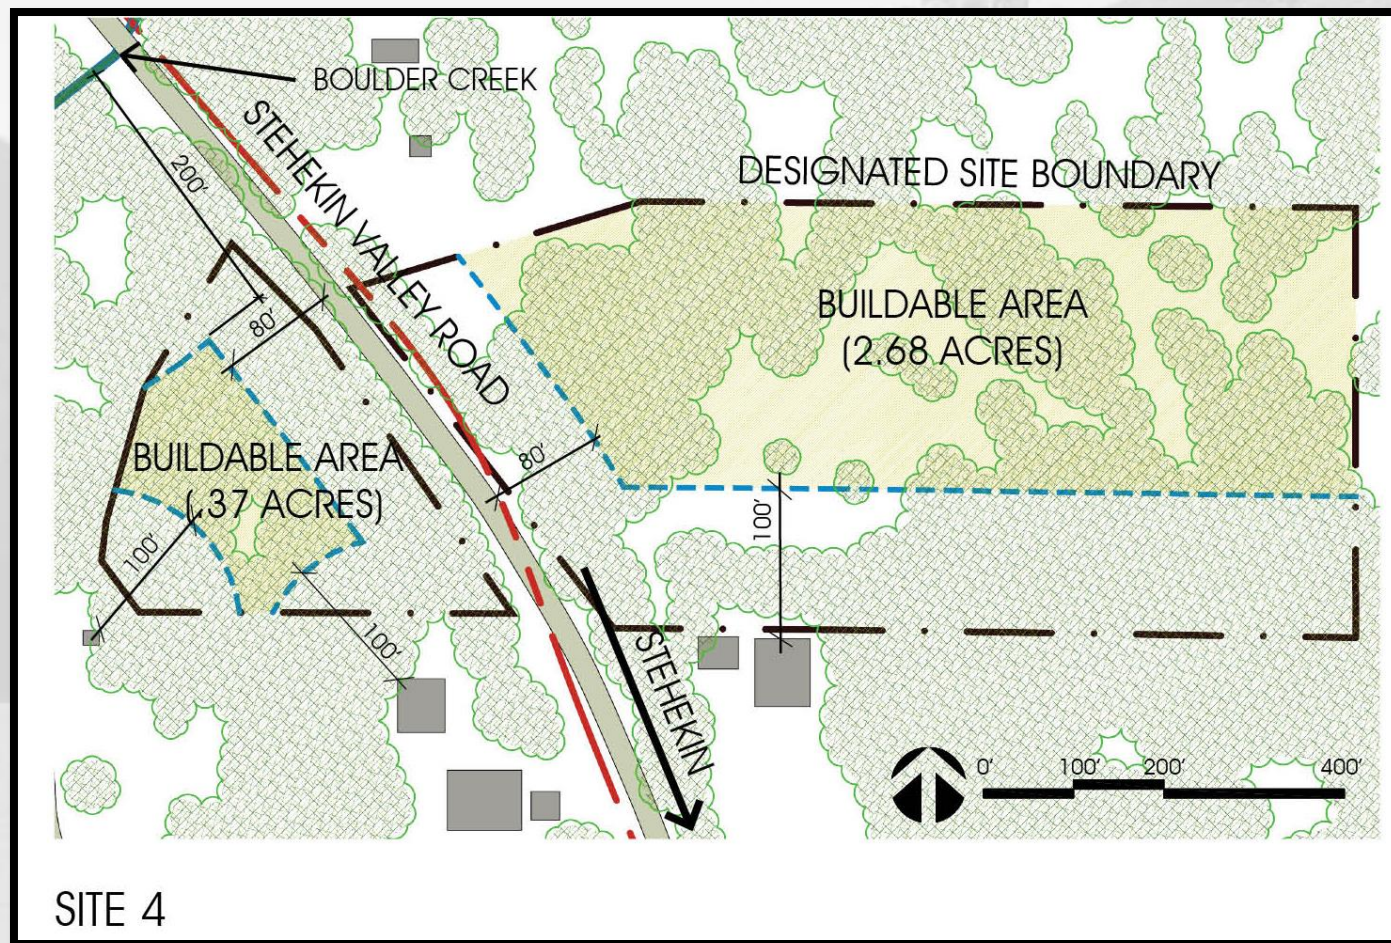 BOULDER CREEK
STEHEKIN VALLEY ROAD
200'
DESIGNATED SITE BOUNDARY
80'
BUILDABLE AREA
(2.68 ACRES)
BUILDABLE AREA
(.37 ACRES)
80'
100'
100'
100'
STEHEKIN
0' 100' 200' 400'
SITE 4